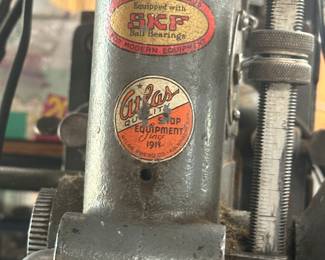 Equipped with
SKF
Ball Bearings
FOR MODERN EQUIPMENT
Atlas
QUALITY
SHOP
EQUIPMENT
Since
1911